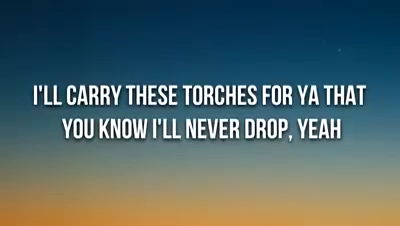 I'LL CARRY THESE TORCHES FOR YA THAT
YOU KNOW I'LL NEVER DROP, YEAH